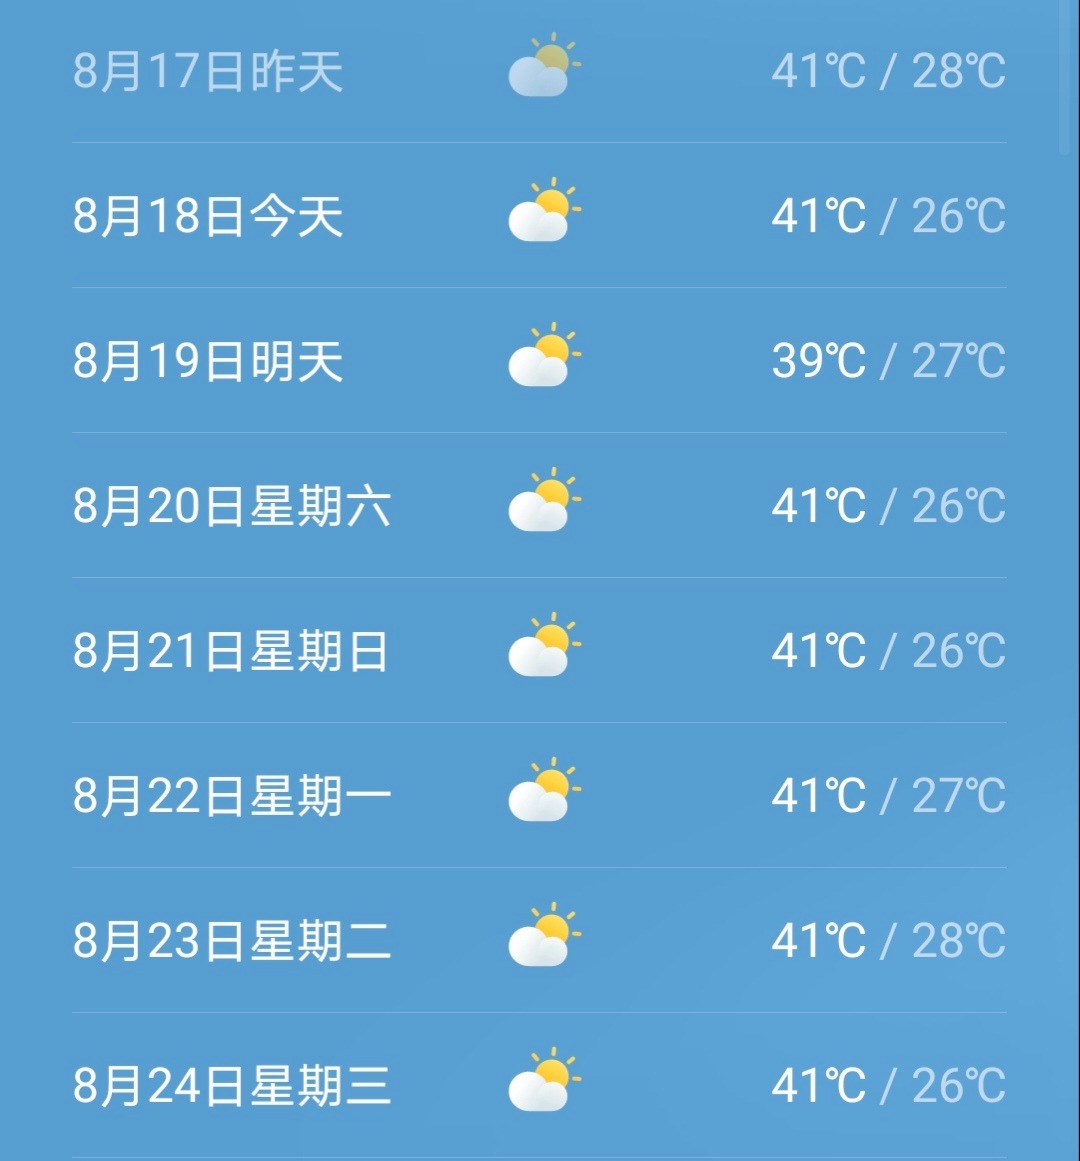 8月17日昨天 41℃ / 28℃
8月18日今天 41℃ / 26℃
8月19日明天 39℃ / 27℃
8月20日星期六 41℃ / 26℃
8月21日星期日 41℃ / 26℃
8月22日星期一 41℃ / 27℃
8月23日星期二 41℃ / 28℃
8月24日星期三 41℃ / 26℃